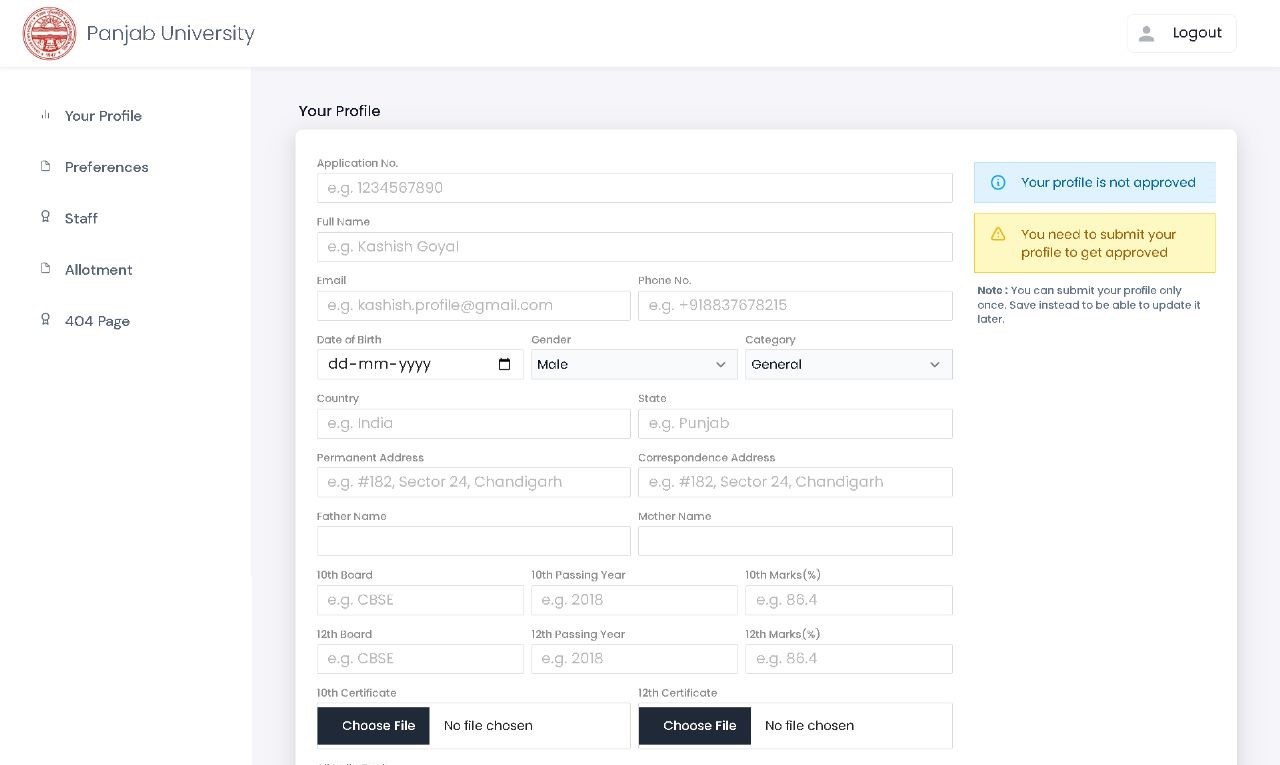 Panjab University
Logout
Your Profile
Preferences
Staff
Allotment
404 Page
Your Profile
Application No.
e.g. 1234567890
Full Name
e.g. Kashish Goyal
Email
Phone No.
e.g. kashish.profile@gmail.com
e.g. +918837678215
Date of Birth
Gender
Category
dd-mm-yyyy
Male
General
Country
State
e.g. India
e.g. Punjab
Permanent Address
Correspondence Address
e.g. #182, Sector 24, Chandigarh
e.g. #182, Sector 24, Chandigarh
Father Name
Mother Name
10th Board
10th Passing Year
10th Marks(%)
e.g. CBSE
e.g. 2018
e.g. 86.4
12th Board
12th Passing Year
12th Marks(%)
e.g. CBSE
e.g. 2018
e.g. 86.4
10th Certificate
12th Certificate
Choose File
No file chosen
Choose File
No file chosen
Your profile is not approved
You need to submit your
profile to get approved
Note : You can submit your profile only
once. Save instead to be able to update it
later.